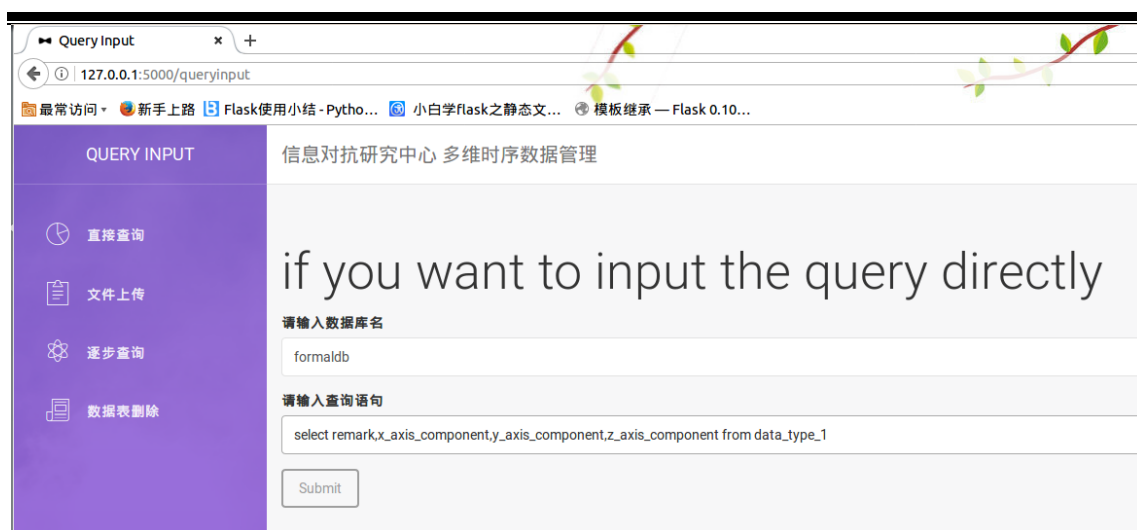 Query Input × +
127.0.0.1:5000/queryinput
最常访问 新手上路 Flask使用小结 - Pytho... 小白学flask之静态文... 模板继承 — Flask 0.10...
QUERY INPUT
信息对抗研究中心 多维时序数据管理
直接查询
文件上传
逐步查询
数据表删除
if you want to input the query directly
请输入数据库名
formaldb
请输入查询语句
select remark,x_axis_component,y_axis_component,z_axis_component from data_type_1
Submit